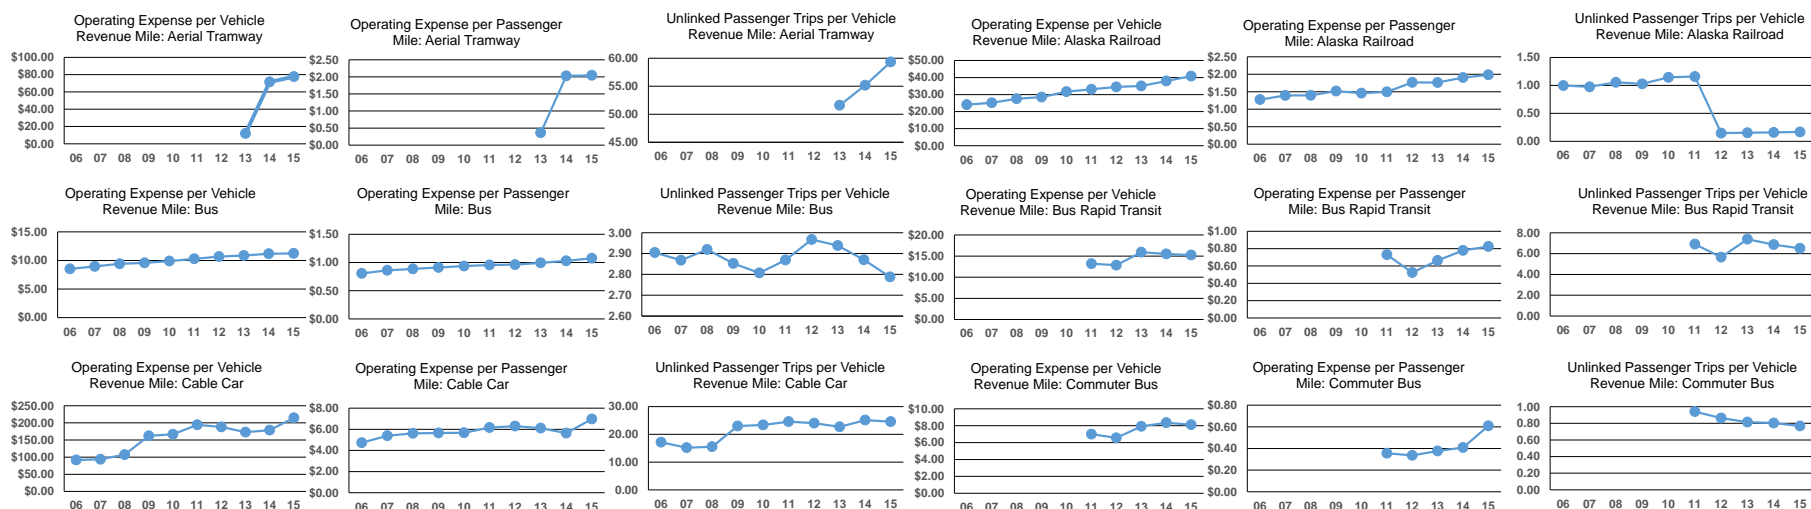 Operating Expense per Vehicle
Revenue Mile: Aerial Tramway
$100.00
$80.00
$60.00
$40.00
$20.00
$0.00
06 07 08 09 10 11 12 13 14 15
Operating Expense per Passenger
Mile: Aerial Tramway
$2.50
$2.00
$1.50
$1.00
$0.50
$0.00
06 07 08 09 10 11 12 13 14 15
Unlinked Passenger Trips per Vehicle
Revenue Mile: Aerial Tramway
60.00
55.00
50.00
45.00
06 07 08 09 10 11 12 13 14 15
Operating Expense per Vehicle
Revenue Mile: Alaska Railroad
$50.00
$40.00
$30.00
$20.00
$10.00
$0.00
06 07 08 09 10 11 12 13 14 15
Operating Expense per Passenger
Mile: Alaska Railroad
$2.50
$2.00
$1.50
$1.00
$0.50
$0.00
06 07 08 09 10 11 12 13 14 15
Unlinked Passenger Trips per Vehicle
Revenue Mile: Alaska Railroad
1.50
1.00
0.50
0.00
06 07 08 09 10 11 12 13 14 15
Operating Expense per Vehicle
Revenue Mile: Bus
$15.00
$10.00
$5.00
$0.00
06 07 08 09 10 11 12 13 14 15
Operating Expense per Passenger
Mile: Bus
$1.50
$1.00
$0.50
$0.00
06 07 08 09 10 11 12 13 14 15
Unlinked Passenger Trips per Vehicle
Revenue Mile: Bus
3.00
2.90
2.80
2.70
2.60
06 07 08 09 10 11 12 13 14 15
Operating Expense per Vehicle
Revenue Mile: Bus Rapid Transit
$20.00
$15.00
$10.00
$5.00
$0.00
06 07 08 09 10 11 12 13 14 15
Operating Expense per Passenger
Mile: Bus Rapid Transit
$1.00
$0.80
$0.60
$0.40
$0.20
$0.00
06 07 08 09 10 11 12 13 14 15
Unlinked Passenger Trips per Vehicle
Revenue Mile: Bus Rapid Transit
8.00
6.00
4.00
2.00
0.00
06 07 08 09 10 11 12 13 14 15
Operating Expense per Vehicle
Revenue Mile: Cable Car
$250.00
$200.00
$150.00
$100.00
$50.00
$0.00
06 07 08 09 10 11 12 13 14 15
Operating Expense per Passenger
Mile: Cable Car
$8.00
$6.00
$4.00
$2.00
$0.00
06 07 08 09 10 11 12 13 14 15
Unlinked Passenger Trips per Vehicle
Revenue Mile: Cable Car
30.00
20.00
10.00
0.00
06 07 08 09 10 11 12 13 14 15
Operating Expense per Vehicle
Revenue Mile: Commuter Bus
$10.00
$8.00
$6.00
$4.00
$2.00
$0.00
06 07 08 09 10 11 12 13 14 15
Operating Expense per Passenger
Mile: Commuter Bus
$0.80
$0.60
$0.40
$0.20
$0.00
06 07 08 09 10 11 12 13 14 15
Unlinked Passenger Trips per Vehicle
Revenue Mile: Commuter Bus
1.00
0.80
0.60
0.40
0.20
0.00
06 07 08 09 10 11 12 13 14 15